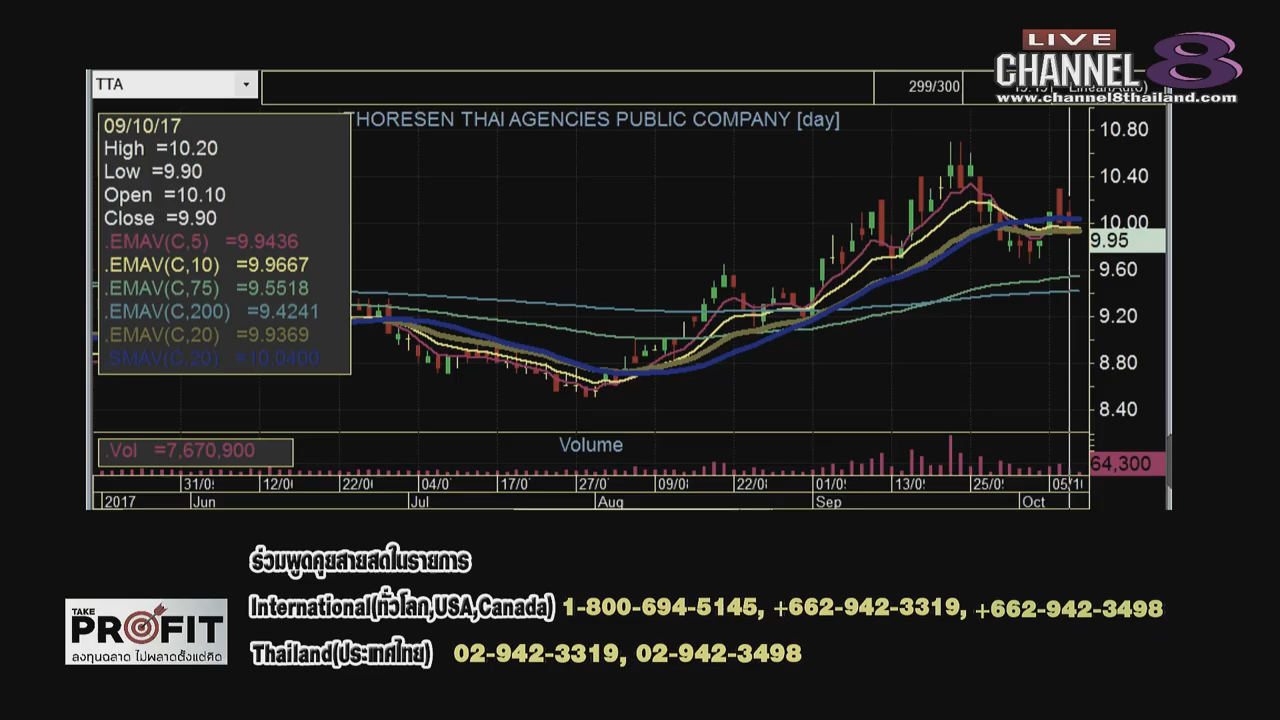 LIVE
CHANNEL 8
www.channel8thailand.com
TTA
299/300
THORESEN THAI AGENCIES PUBLIC COMPANY [day]
09/10/17
High =10.20
Low =9.90
Open =10.10
Close =9.90
.EMAV(C,5) =9.9436
.EMAV(C,10) =9.9667
.EMAV(C,75) =9.5518
.EMAV(C,200) =9.4241
.EMAV(C,20) =9.9369
.SMAV(C,20) =10.0400
10.80
10.40
10.00
9.95
9.60
9.20
8.80
8.40
.Vol =7,670,900
Volume
64,300
31/0 12/0 22/0 04/0 17/0 27/0 09/0 22/0 01/0 13/0 25/0 05/10
2017 Jun Jul Aug Sep Oct
ร่วมพูดคุยสายสดในรายการ
International(ทั่วโลก,USA,Canada) 1-800-694-5145, +662-942-3319, +662-942-3498
Thailand(ประเทศไทย) 02-942-3319, 02-942-3498
TAKE
PROFIT
ลงทุนฉลาด ไม่พลาดตั้งแต่คิด